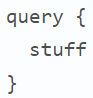 query {
  stuff
}